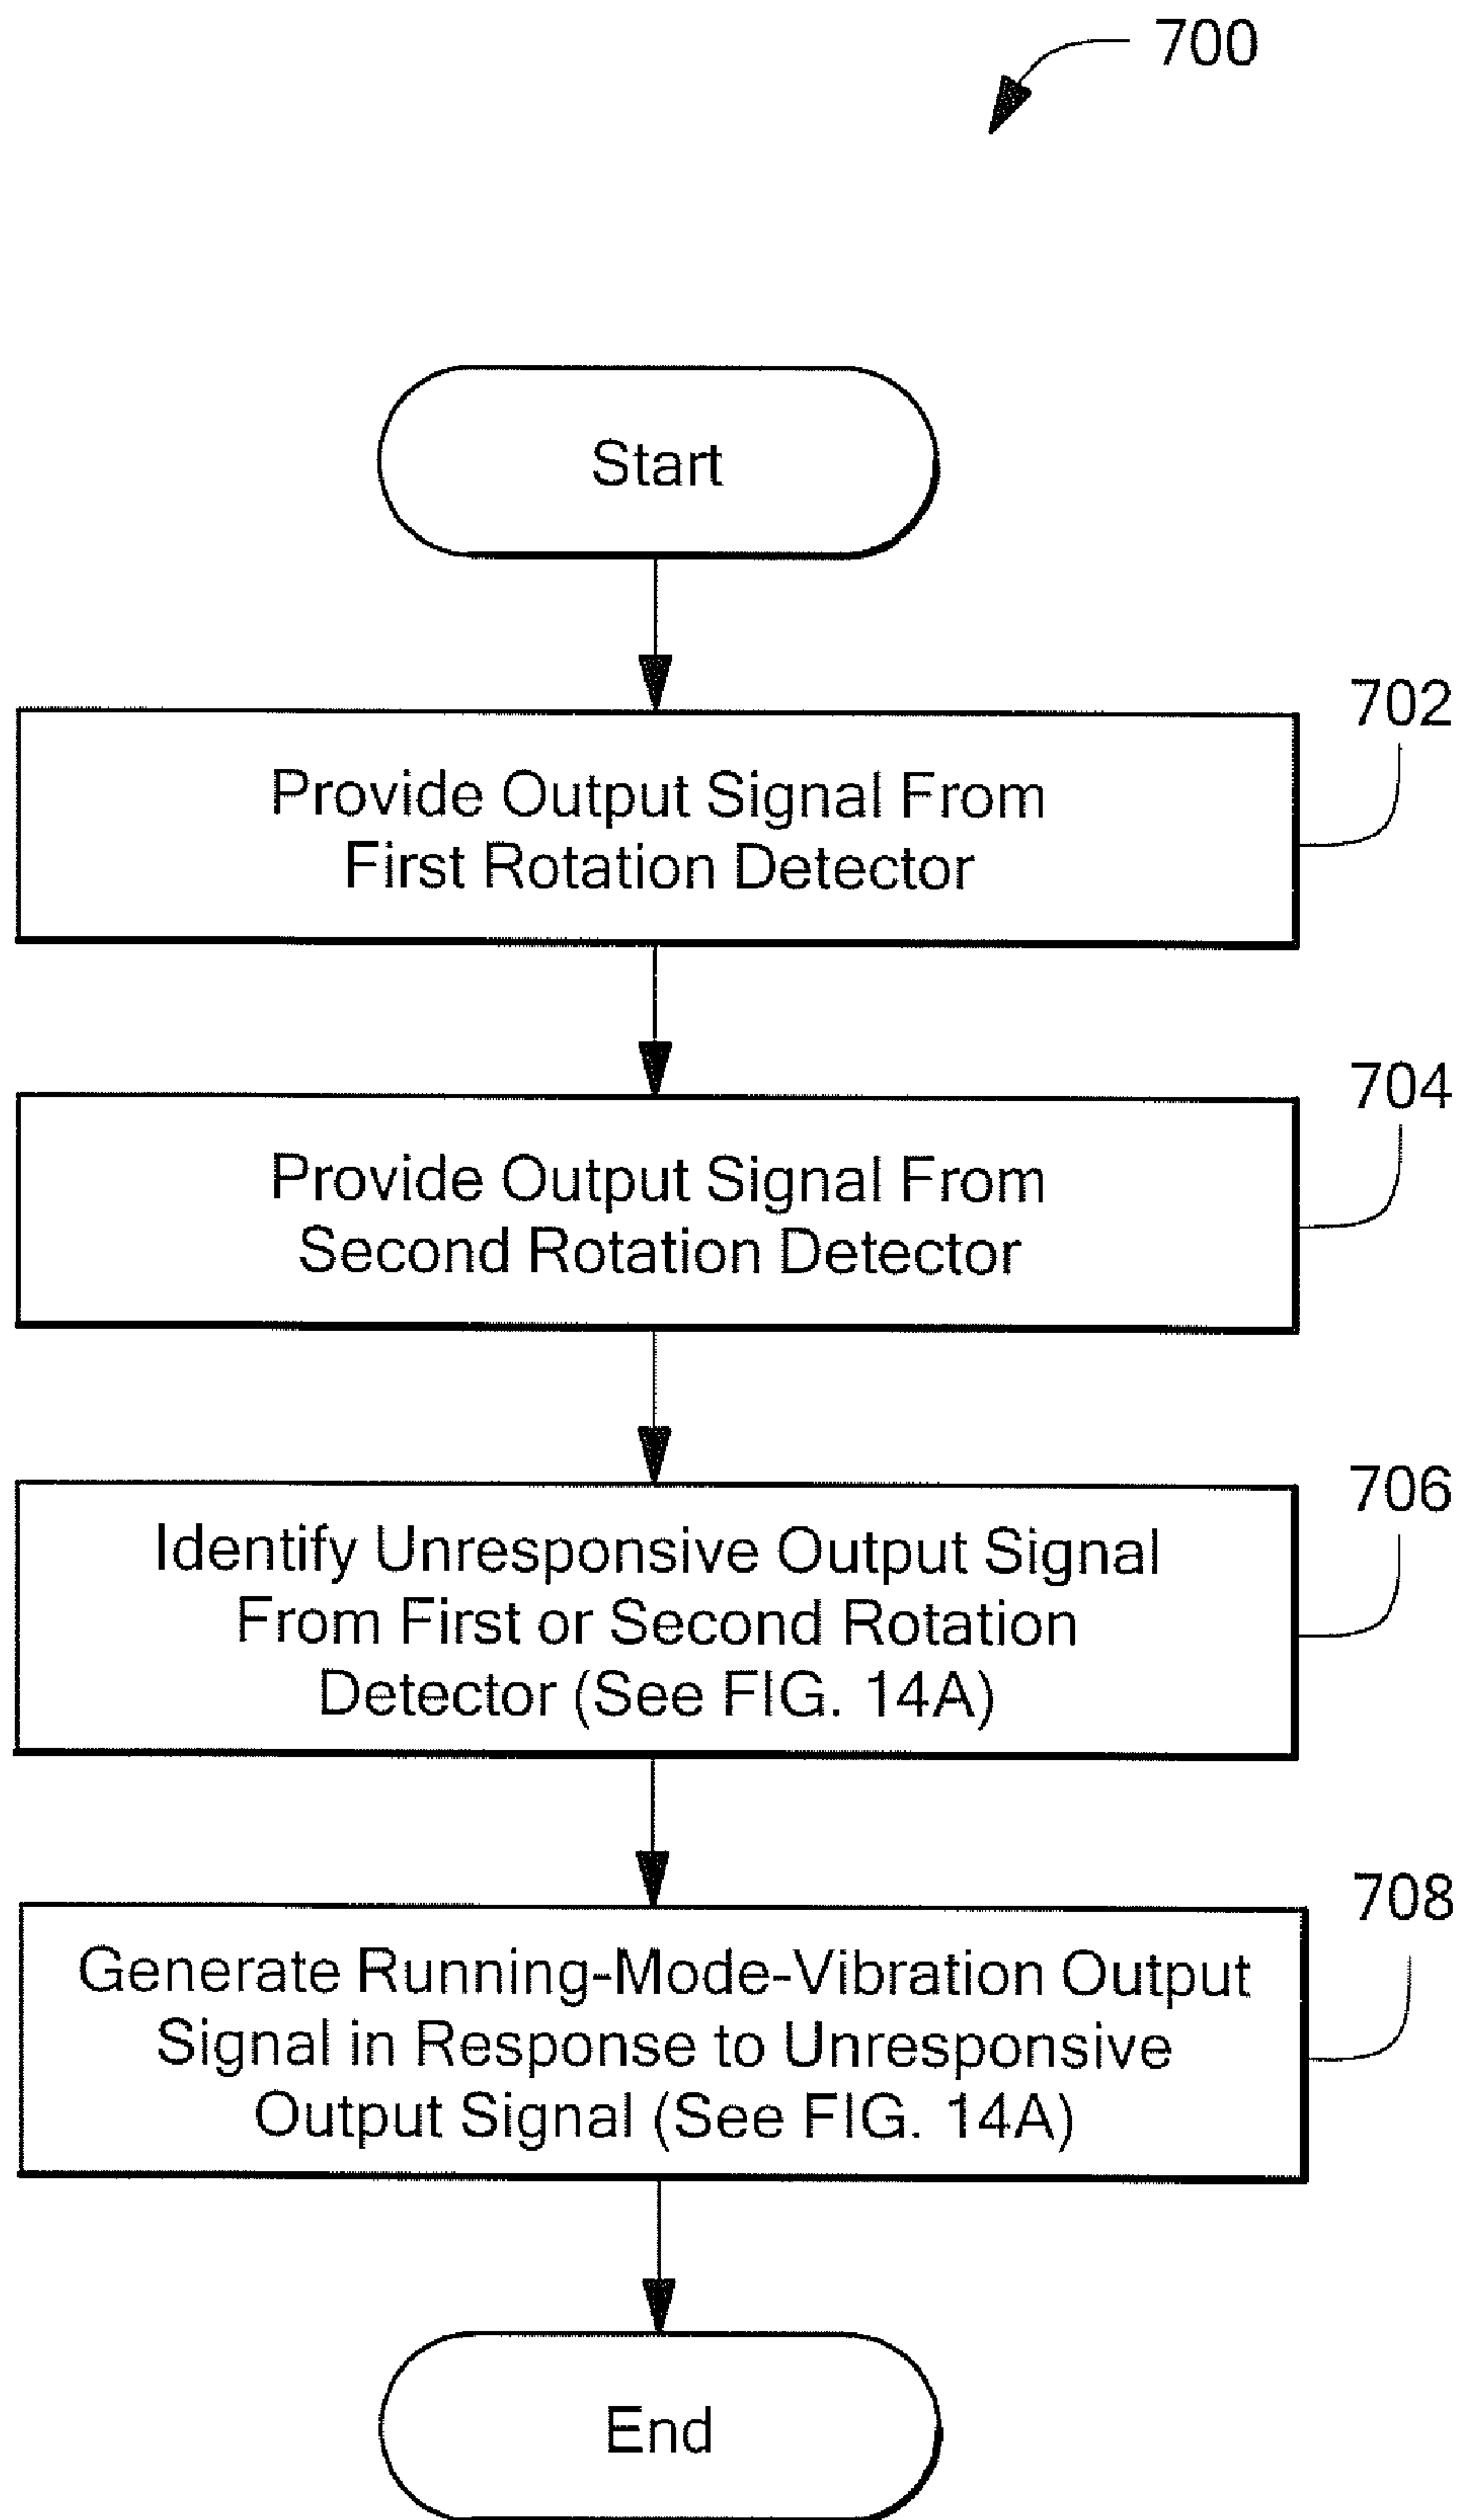 700
Start
702
Provide Output Signal From
First Rotation Detector
704
Provide Output Signal From
Second Rotation Detector
706
Identify Unresponsive Output Signal
From First or Second Rotation
Detector (See FIG. 14A)
708
Generate Running-Mode-Vibration Output
Signal in Response to Unresponsive
Output Signal (See FIG. 14A)
End